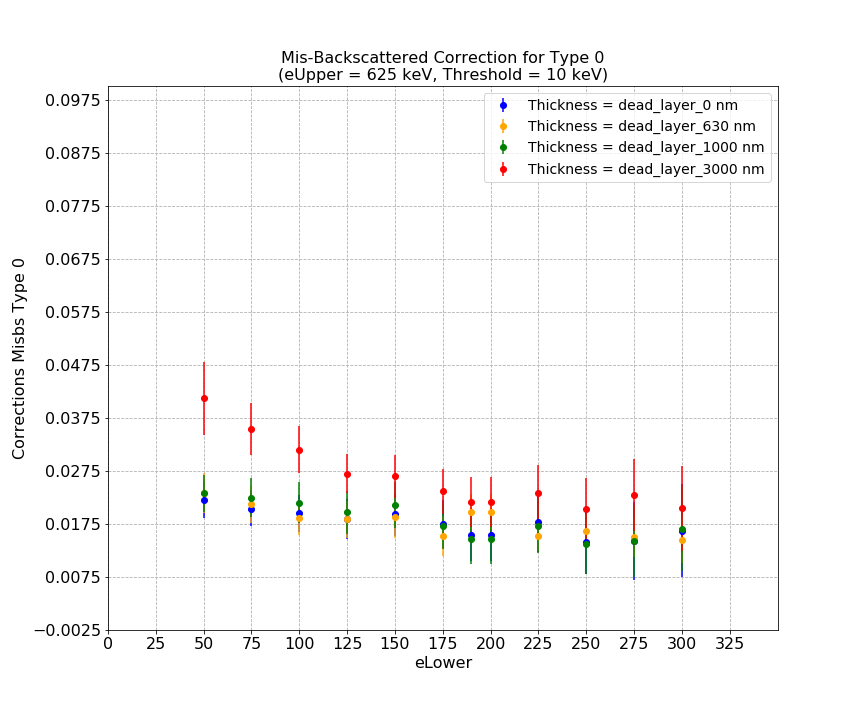 Mis-Backscattered Correction for Type 0
(eUpper = 625 keV, Threshold = 10 keV)
Thickness = dead_layer_0 nm
Thickness = dead_layer_630 nm
Thickness = dead_layer_1000 nm
Thickness = dead_layer_3000 nm
Corrections Misbs Type 0
0.0975
0.0875
0.0775
0.0675
0.0575
0.0475
0.0375
0.0275
0.0175
0.0075
−0.0025
0 25 50 75 100 125 150 175 200 225 250 275 300 325
eLower